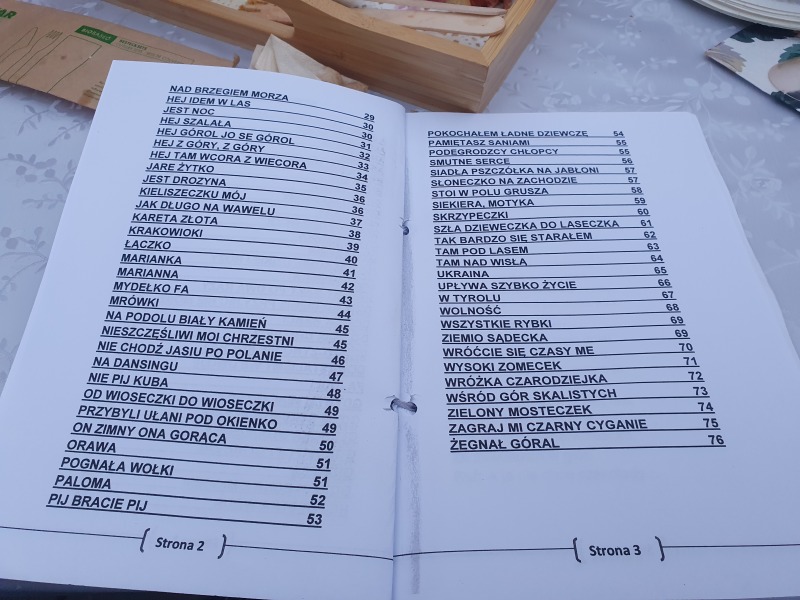 NAD BRZEGIEM MORZA 29
HEJ IDEM W LAS 30
JEST NOC 30
HEJ SZALALA 31
HEJ GÓROL JO SE GÓROL 32
HEJ Z GÓRY, Z GÓRY 33
HEJ TAM WCORA Z WIECORA 34
JARE ŻYTKO 35
JEST DROZYNA 36
KIELISZECZKU MÓJ 36
JAK DŁUGO NA WAWELU 37
KARETA ZŁOTA 38
KRAKOWIOKI 39
ŁACZKO 40
MARIANKA 41
MARIANNA 42
MYDEŁKO FA 43
MRÓWKI 44
NA PODOLU BIAŁY KAMIEŃ 45
NIESZCZĘŚLIWI MOI CHRZESTNI 45
NIE CHODŹ JASIU PO POLANIE 46
NA DANSINGU 47
NIE PIJ KUBA 48
OD WIOSECZKI DO WIOSECZKI 49
PRZYBYLI UŁANI POD OKIENKO 49
ON ZIMNY ONA GORĄCA 50
ORAWA 51
POGNAŁA WOŁKI 51
PALOMA 52
PIJ BRACIE PIJ 53
Strona 2
POKOCHAŁEM ŁADNE DZIEWCZĘ 54
PAMIĘTASZ SANIAMI 55
PODEGRODZCY CHŁOPCY 55
SMUTNE SERCE 56
SIADŁA PSZCZÓŁKA NA JABŁONI 57
SŁONECZKO NA ZACHODZIE 57
STOI W POLU GRUSZA 58
SIEKIERA, MOTYKA 59
SKRZYPECZKI 60
SZŁA DZIEWECZKA DO LASECZKA 61
TAK BARDZO SIĘ STARAŁEM 62
TAM POD LASEM 63
TAM NAD WISŁĄ 64
UKRAINA 65
UPŁYWA SZYBKO ŻYCIE 66
W TYROLU 67
WOLNOŚĆ 68
WSZYSTKIE RYBKI 69
ZIEMIO SĄDECKA 69
WRÓĆCIE SIĘ CZASY ME 70
WYSOKI ZOMECEK 71
WRÓŻKA CZARODZIEJKA 72
WŚRÓD GÓR SKALISTYCH 73
ZIELONY MOSTECZEK 74
ZAGRAJ MI CZARNY CYGANIE 75
ŻEGNAŁ GÓRAL 76
Strona 3